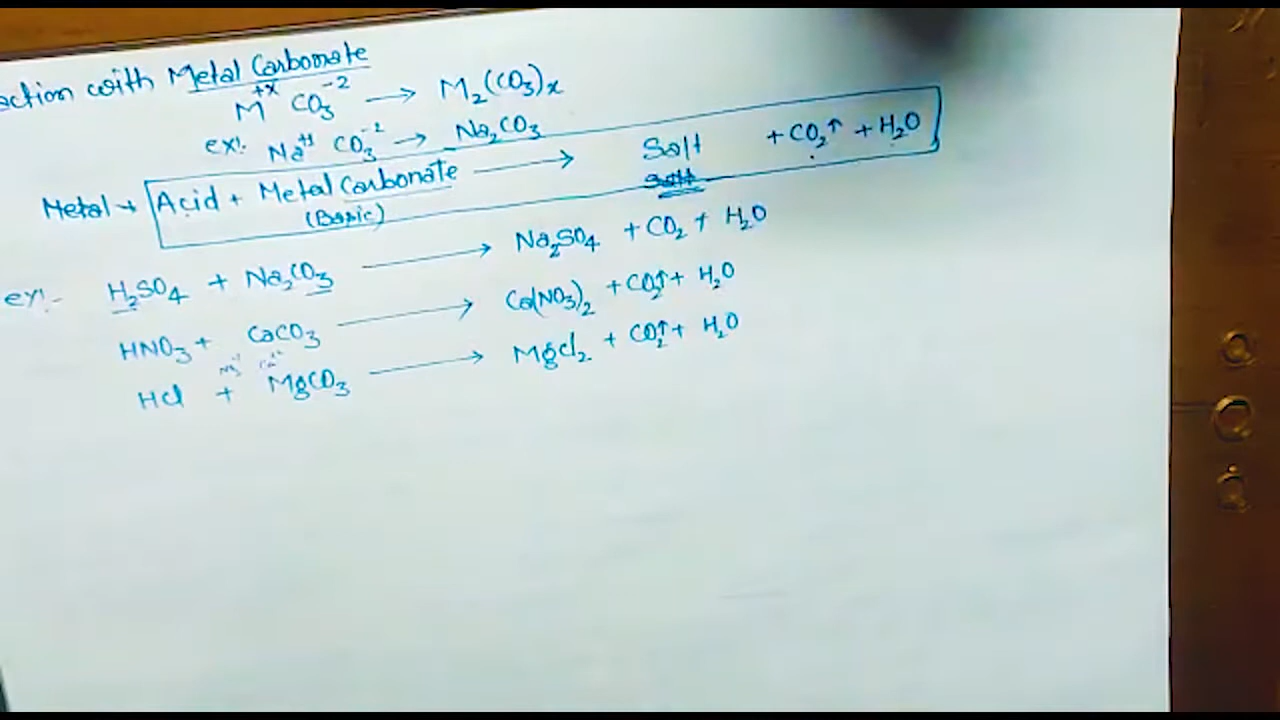 action with Metal Carbonate
M⁺ˣ CO₃⁻² → M₂(CO₃)ₓ
ex:. Na⁺¹ CO₃⁻² → Na₂CO₃
Metal + Acid + Metal Carbonate → Salt + CO₂↑ + H₂O
(Basic)
ex:- H₂SO₄ + Na₂CO₃ → Na₂SO₄ + CO₂ + H₂O
HNO₃ + CaCO₃ → Ca(NO₃)₂ + CO₂↑ + H₂O
HCl + MgCO₃ → MgCl₂ + CO₂↑ + H₂O